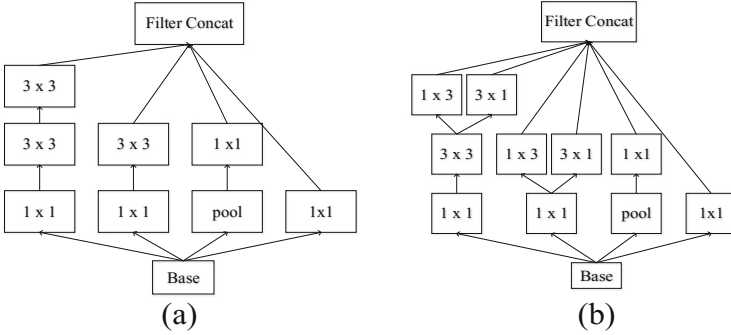 Filter Concat
3 x 3
3 x 3
3 x 3
1 x1
1 x 1
1 x 1
pool
1x1
Base
(a)
Filter Concat
1 x 3
3 x 1
3 x 3
1 x 3
3 x 1
1 x1
1 x 1
1 x 1
pool
1x1
Base
(b)